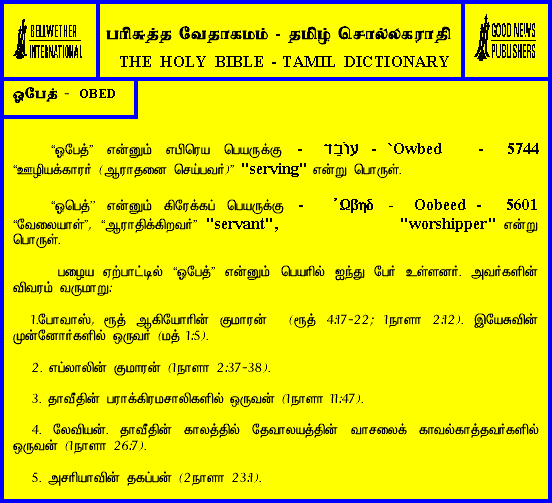 BELLWETHER
INTERNATIONAL
பரிசுத்த வேதாகமம் - தமிழ் சொல்லகராதி
THE HOLY BIBLE - TAMIL DICTIONARY
GOOD NEWS
PUBLISHERS
ஓபேத் - OBED
“ஓபேத்” என்னும் எபிரெய பெயருக்கு - עוֹבֵד - `Owbed - 5744
“ஊழியக்காரர் (ஆராதனை செய்பவர்)” "serving" என்று பொருள்.
“ஓபெத்” என்னும் கிரேக்கப் பெயருக்கு - ᾿Ωβηδ - Oobeed - 5601
“வேலையாள்”, “ஆராதிக்கிறவர்” "servant", "worshipper" என்று
பொருள்.
பழைய ஏற்பாட்டில் “ஓபேத்” என்னும் பெயரில் ஐந்து பேர் உள்ளனர். அவர்களின்
விவரம் வருமாறு:
1.போவாஸ், ரூத் ஆகியோரின் குமாரன் (ரூத் 4:17-22; 1நாளா 2:12). இயேசுவின்
முன்னோர்களில் ஒருவர் (மத் 1:5).
2. எப்லாலின் குமாரன் (1நாளா 2:37-38).
3. தாவீதின் பராக்கிரமசாலிகளில் ஒருவன் (1நாளா 11:47).
4. லேவியன். தாவீதின் காலத்தில் தேவாலயத்தின் வாசலைக் காவல்காத்தவர்களில்
ஒருவன் (1நாளா 26:7).
5. அசரியாவின் தகப்பன் (2நாளா 23:1).